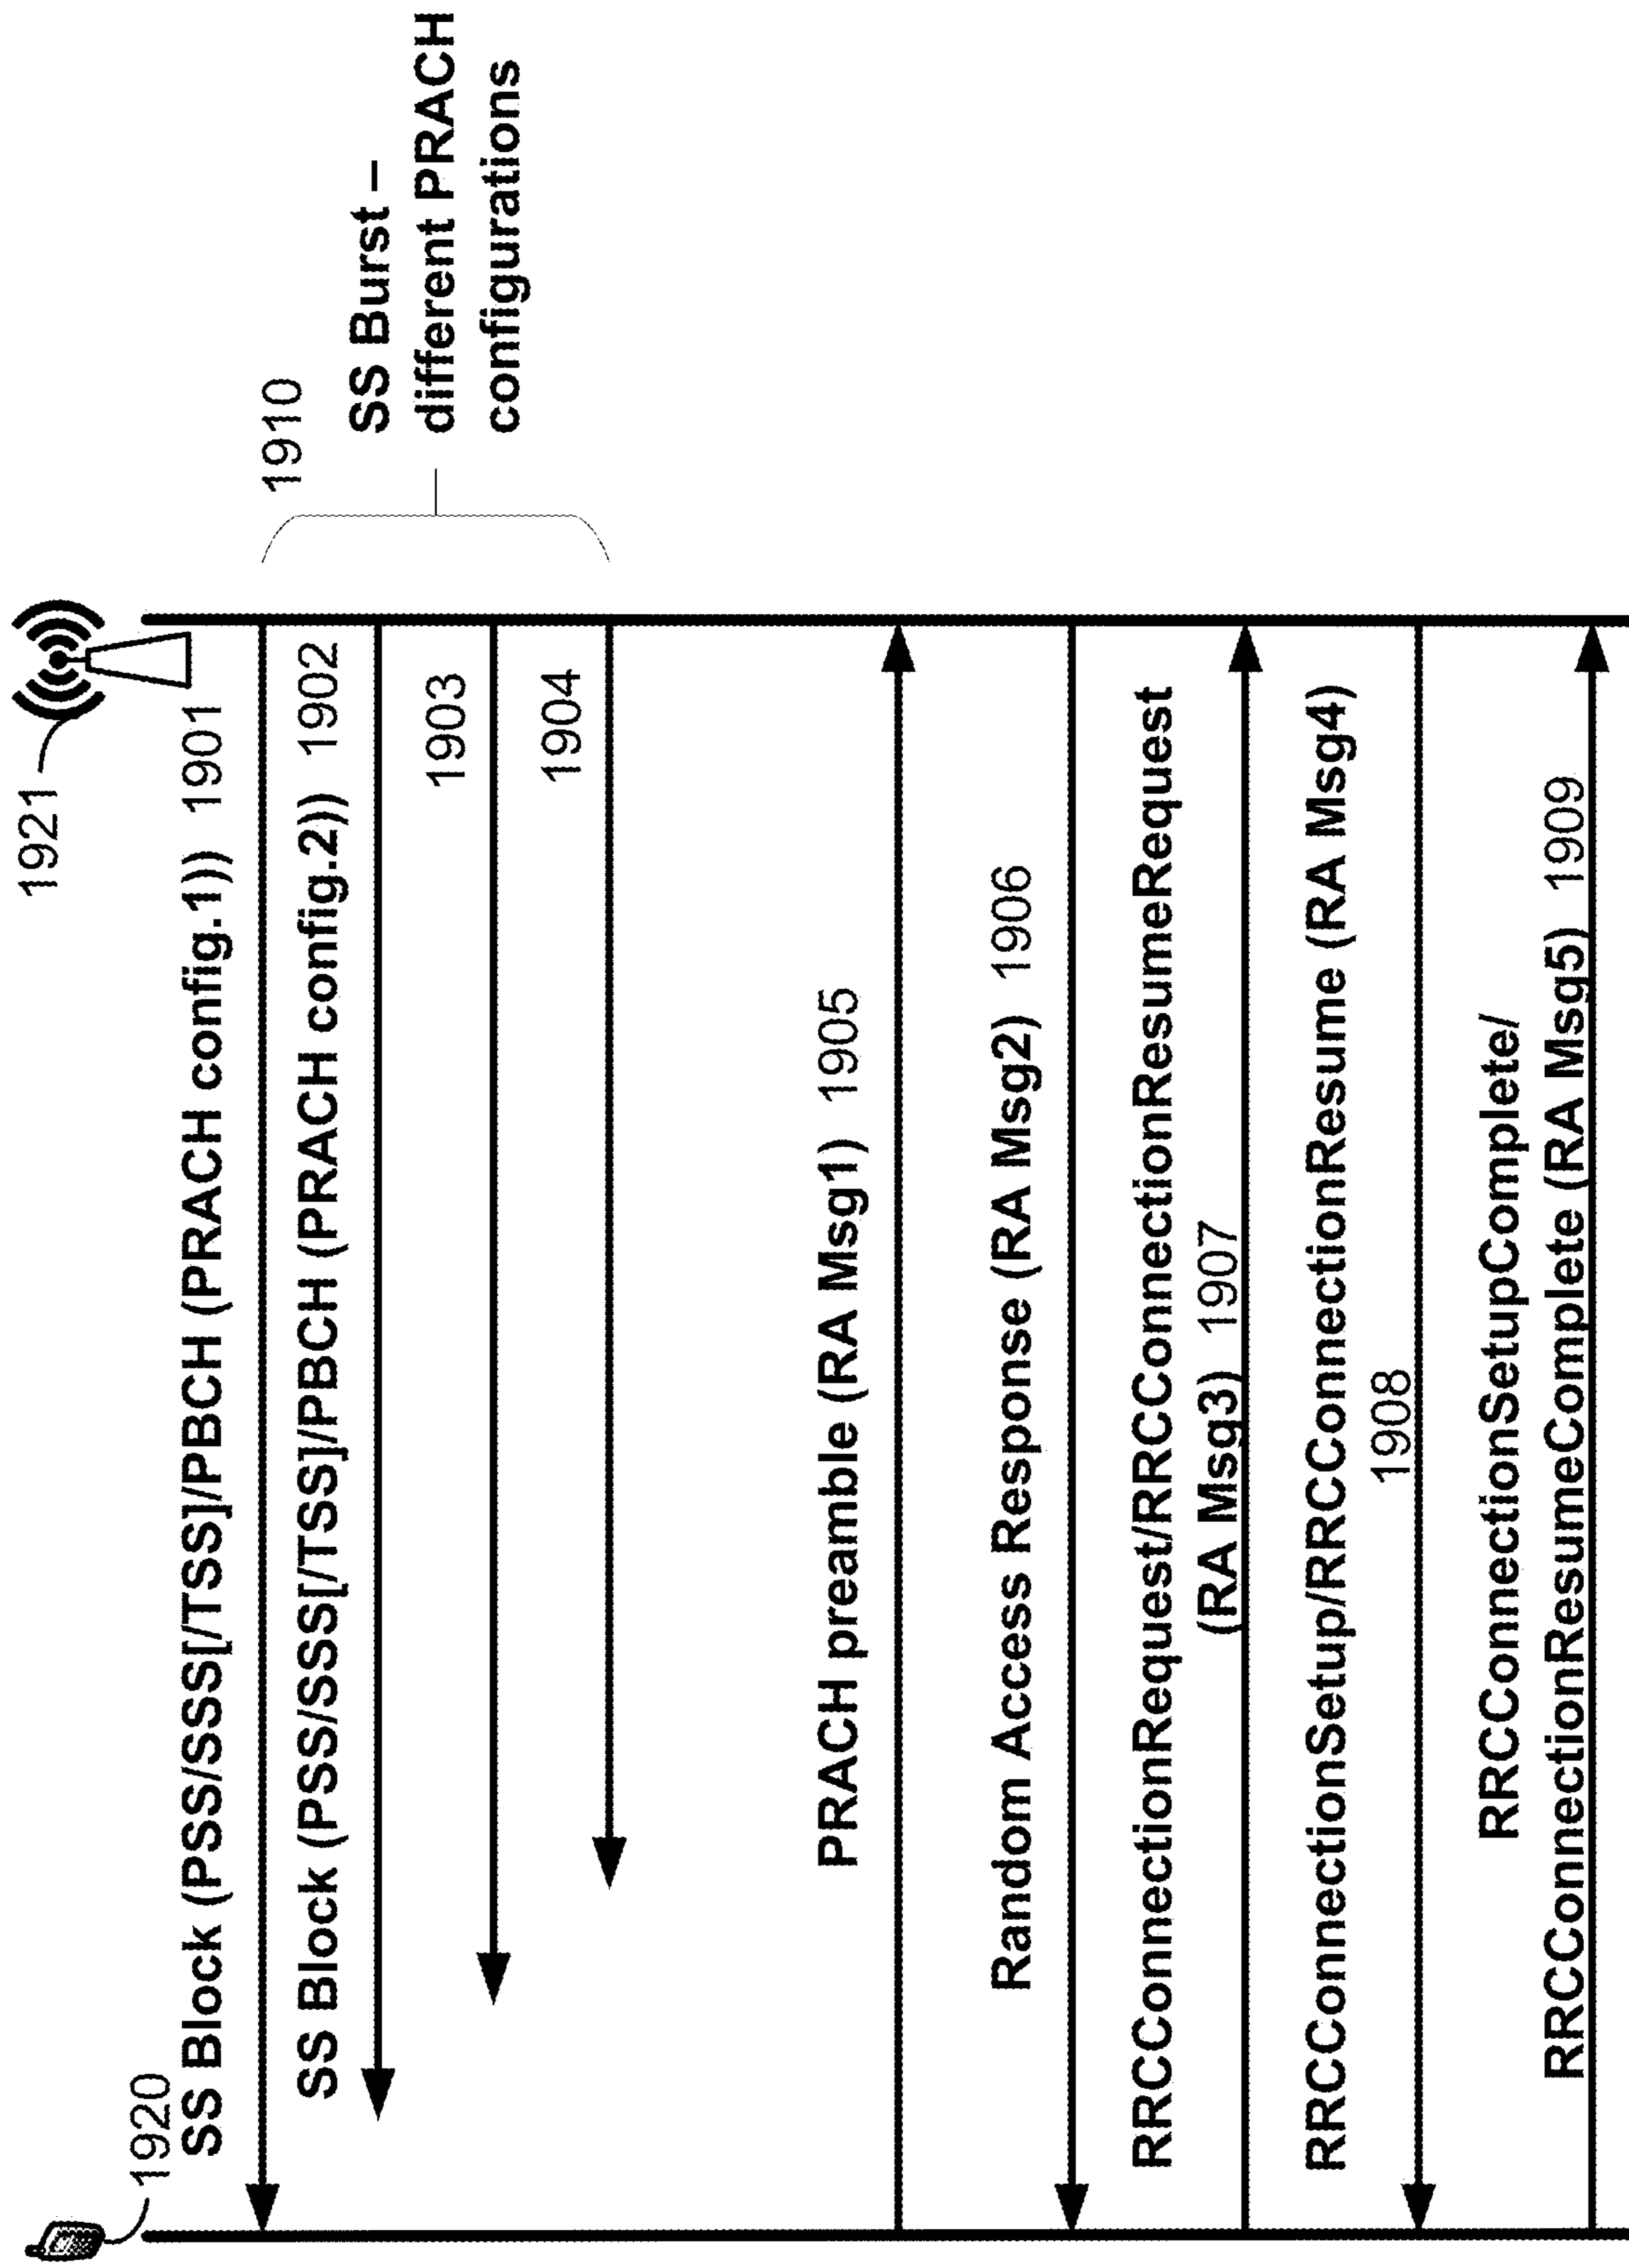 1920
1921
SS Block (PSS/SSS[/TSS]/PBCH (PRACH config.1)) 1901
SS Block (PSS/SSS[/TSS]/PBCH (PRACH config.2)) 1902
1903
1904
1910
SS Burst –
different PRACH
configurations
PRACH preamble (RA Msg1) 1905
Random Access Response (RA Msg2) 1906
RRCConnectionRequest/RRCConnectionResumeRequest
(RA Msg3) 1907
RRCConnectionSetup/RRCConnectionResume (RA Msg4)
1908
RRCConnectionSetupComplete/
RRCConnectionResumeComplete (RA Msg5) 1909